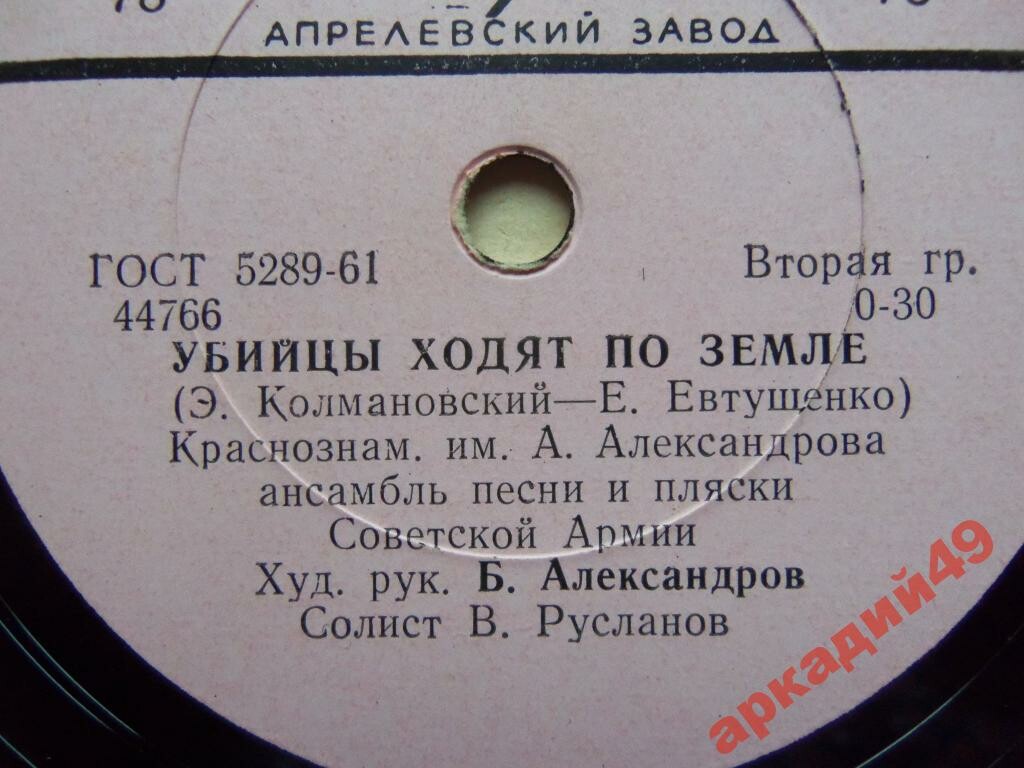 АПРЕЛЕВСКИЙ ЗАВОД
ГОСТ 5289-61
Вторая гр.
44766
0-30
УБИЙЦЫ ХОДЯТ ПО ЗЕМЛЕ
(Э. Колмановский—Е. Евтушенко)
Краснознам. им. А. Александрова
ансамбль песни и пляски
Советской Армии
Худ. рук. Б. Александров
Солист В. Русланов
аркадий49